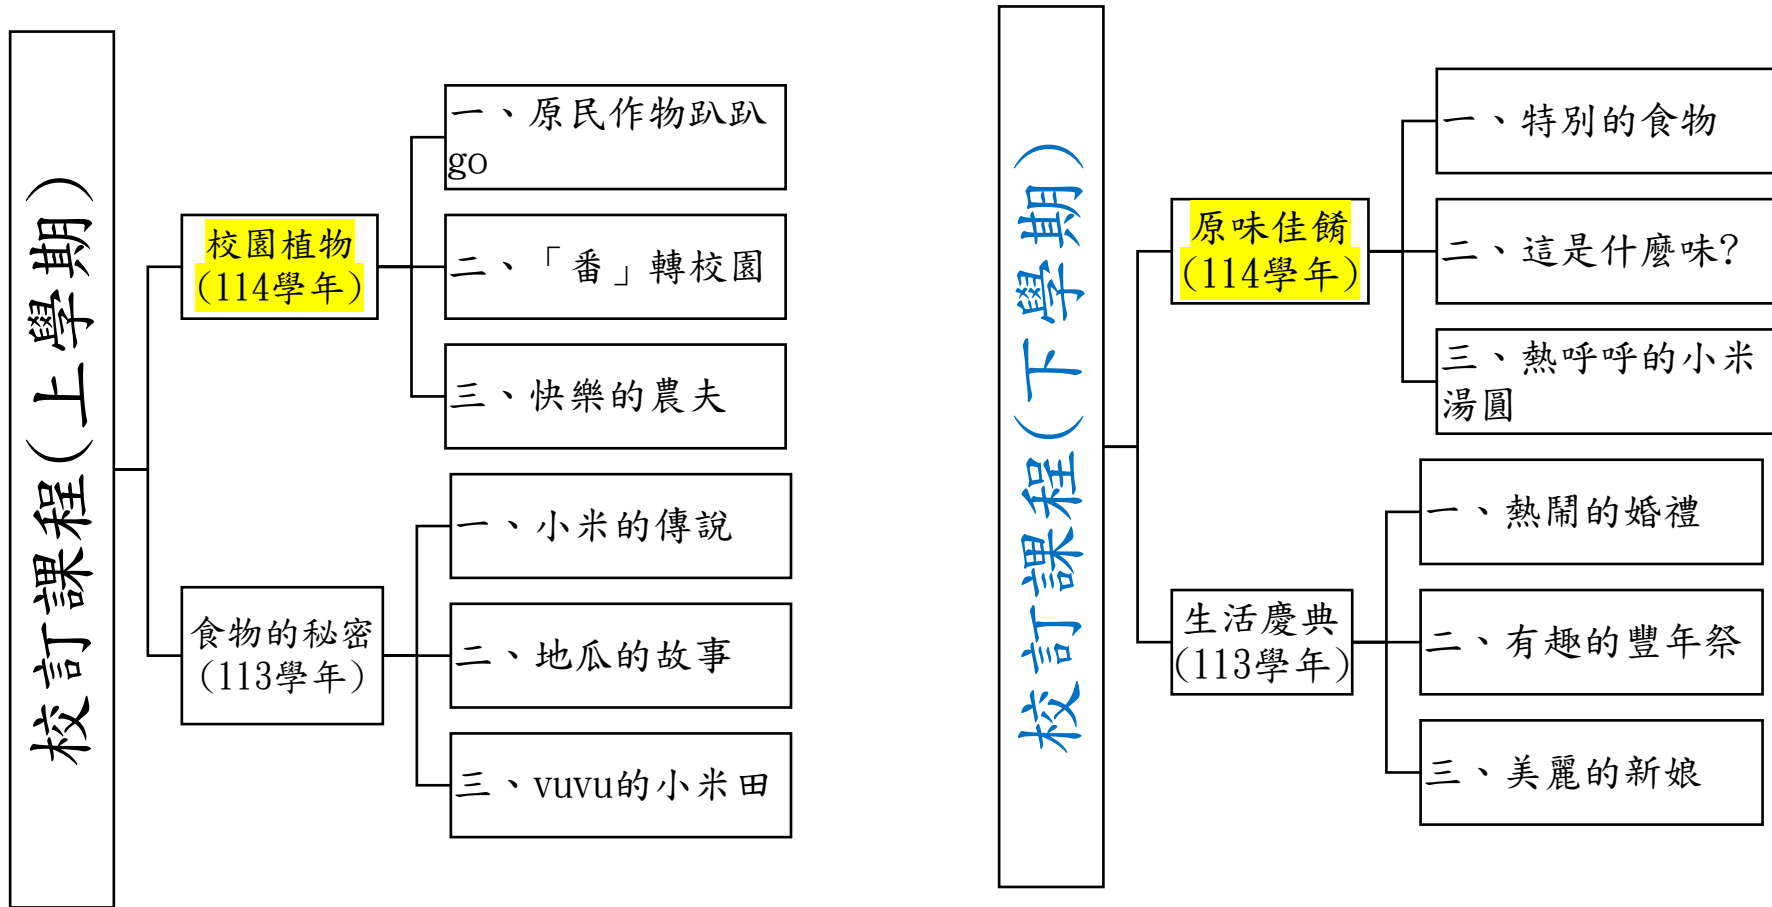 校訂課程(上學期)
校園植物
(114學年)
一、原民作物趴趴
go
二、「番」轉校園
三、快樂的農夫
食物的秘密
(113學年)
一、小米的傳說
二、地瓜的故事
三、vuvu的小米田
校訂課程(下學期)
原味佳餚
(114學年)
一、特別的食物
二、這是什麼味?
三、熱呼呼的小米
湯圓
生活慶典
(113學年)
一、熱鬧的婚禮
二、有趣的豐年祭
三、美麗的新娘